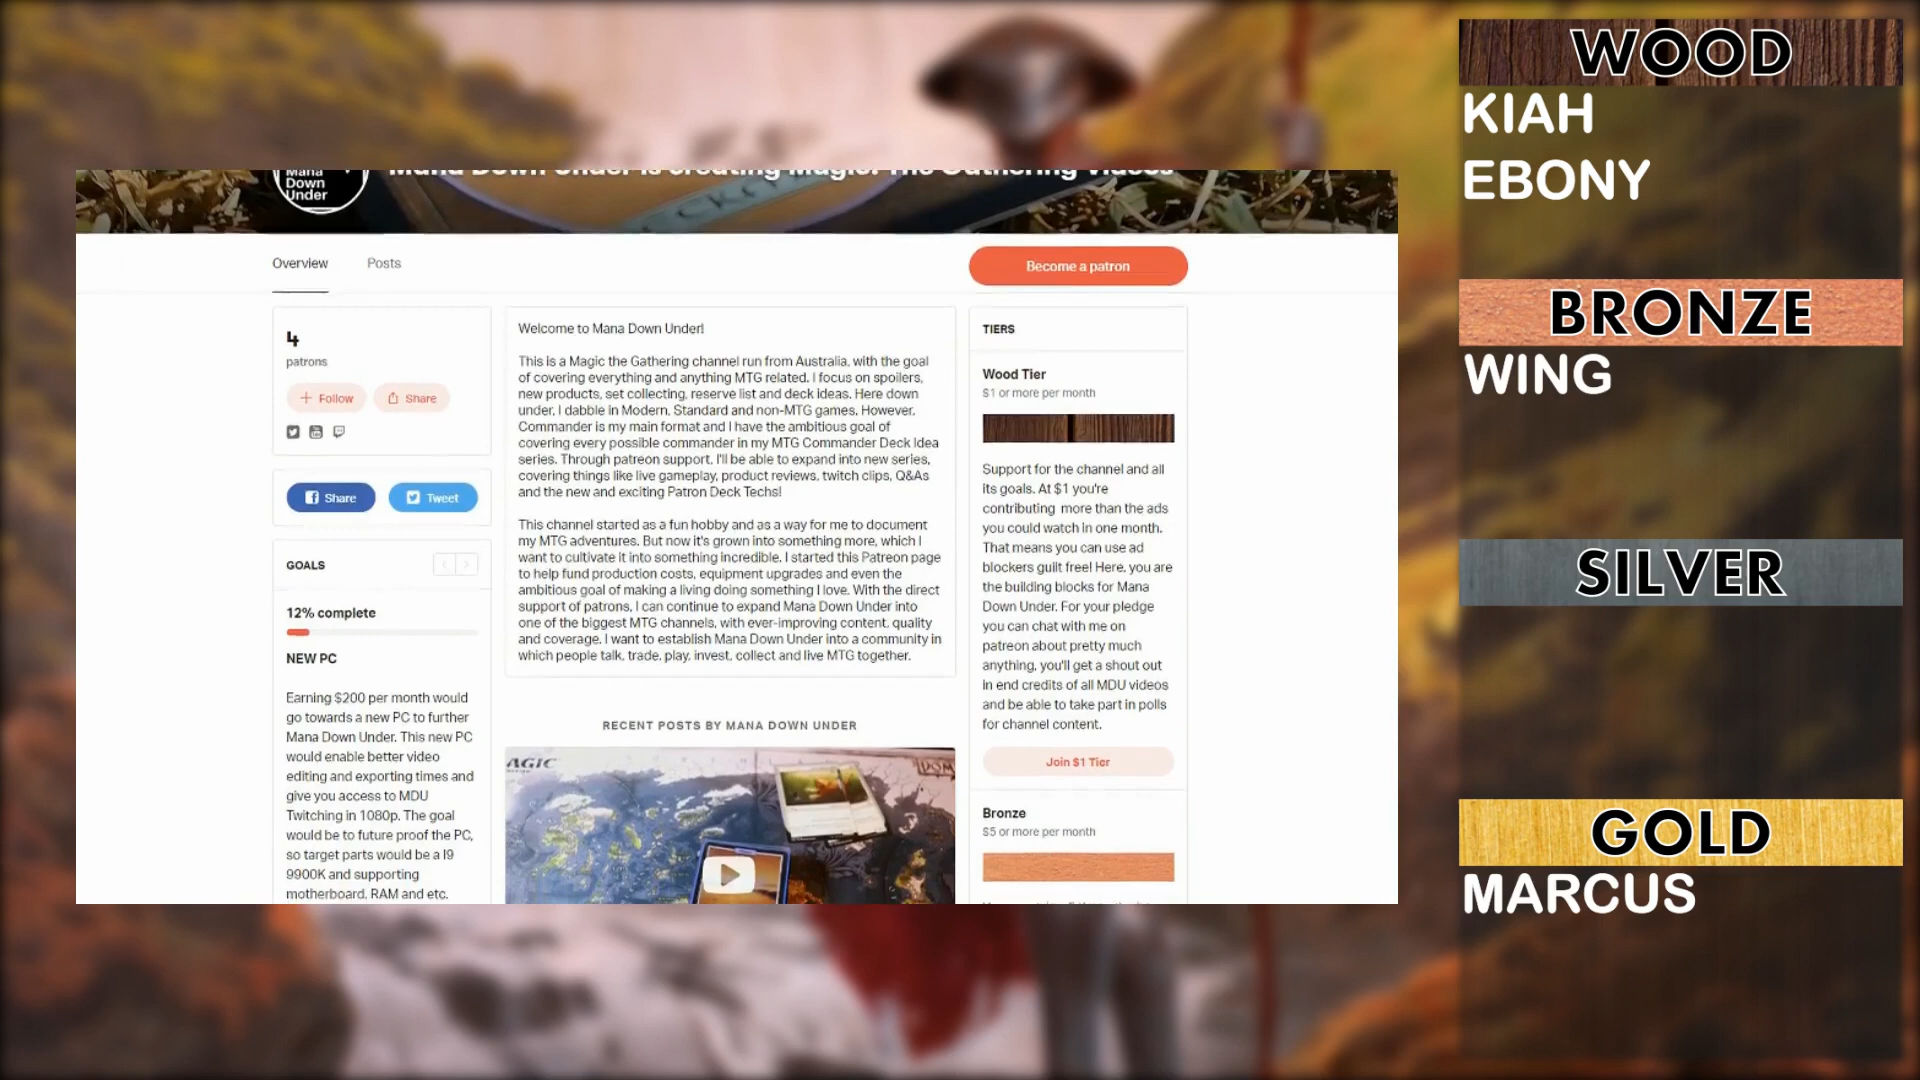 Mana
Down
Under
Mana Down Under is creating Magic: The Gathering videos
Overview
Posts
Become a patron
4
patrons
Follow
Share
Share
Tweet
GOALS
12% complete
NEW PC
Earning $200 per month would
go towards a new PC to further
Mana Down Under. This new PC
would enable better video
editing and exporting times and
give you access to MDU
Twitching in 1080p. The goal
would be to future proof the PC,
so target parts would be a I9
9900K and supporting
motherboard, RAM and etc.
Welcome to Mana Down Under!
This is a Magic the Gathering channel run from Australia, with the goal
of covering everything and anything MTG related. I focus on spoilers,
new products, set collecting, reserve list and deck ideas. Here down
under, I dabble in Modern, Standard and non-MTG games, However,
Commander is my main format and I have the ambitious goal of
covering every possible commander in my MTG Commander Deck Idea
series. Through patreon support, I'll be able to expand into new series,
covering things like live gameplay, product reviews, twitch clips, Q&As
and the new and exciting Patron Deck Techs!
This channel started as a fun hobby and as a way for me to document
my MTG adventures. But now it's grown into something more, which I
want to cultivate it into something incredible. I started this Patreon page
to help fund production costs, equipment upgrades and even the
ambitious goal of making a living doing something I love. With the direct
support of patrons, I can continue to expand Mana Down Under into
one of the biggest MTG channels, with ever-improving content, quality
and coverage. I want to establish Mana Down Under into a community in
which people talk, trade, play, invest, collect and live MTG together.
RECENT POSTS BY MANA DOWN UNDER
AGIC
TIERS
Wood Tier
$1 or more per month
Support for the channel and all
its goals. At $1 you're
contributing more than the ads
you could watch in one month.
That means you can use ad
blockers guilt free! Here, you are
the building blocks for Mana
Down Under. For your pledge
you can chat with me on
patreon about pretty much
anything, you'll get a shout out
in end credits of all MDU videos
and be able to take part in polls
for channel content.
Join $1 Tier
Bronze
$5 or more per month
WOOD
KIAH
EBONY
BRONZE
WING
SILVER
GOLD
MARCUS